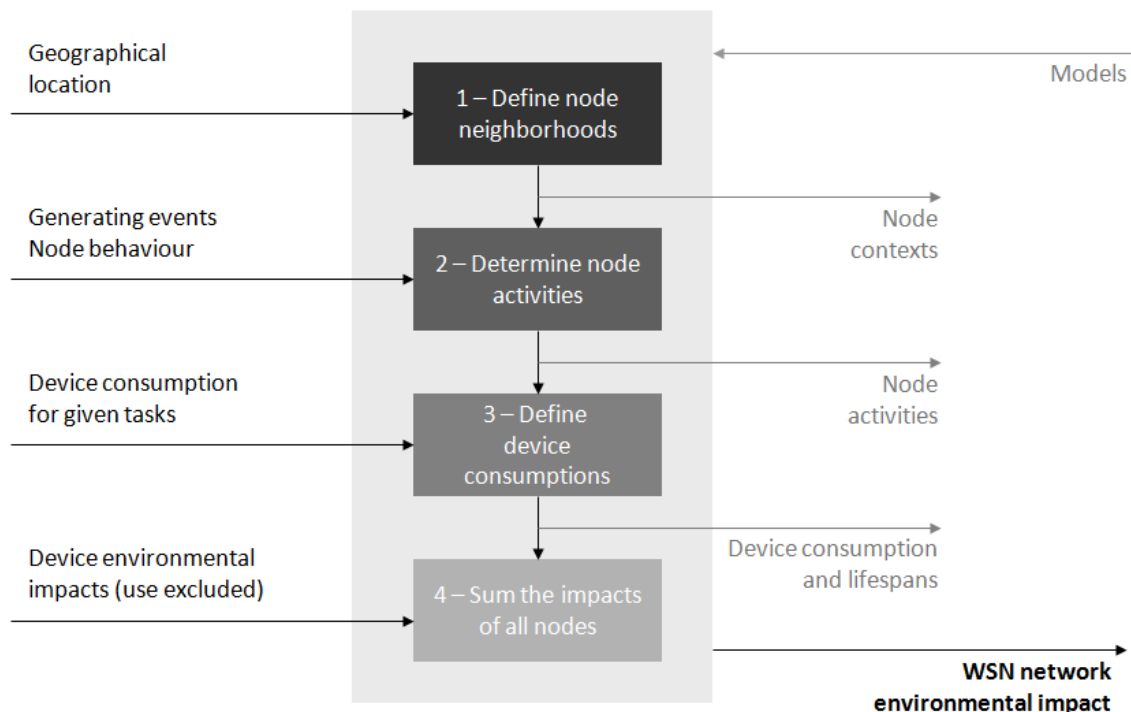 Geographical
location
Models
1 – Define node
neighborhoods
Generating events
Node behaviour
Node
contexts
2 – Determine node
activities
Device consumption
for given tasks
Node
activities
3 – Define
device
consumptions
Device environmental
impacts (use excluded)
Device consumption
and lifespans
4 – Sum the impacts
of all nodes
WSN network
environmental impact